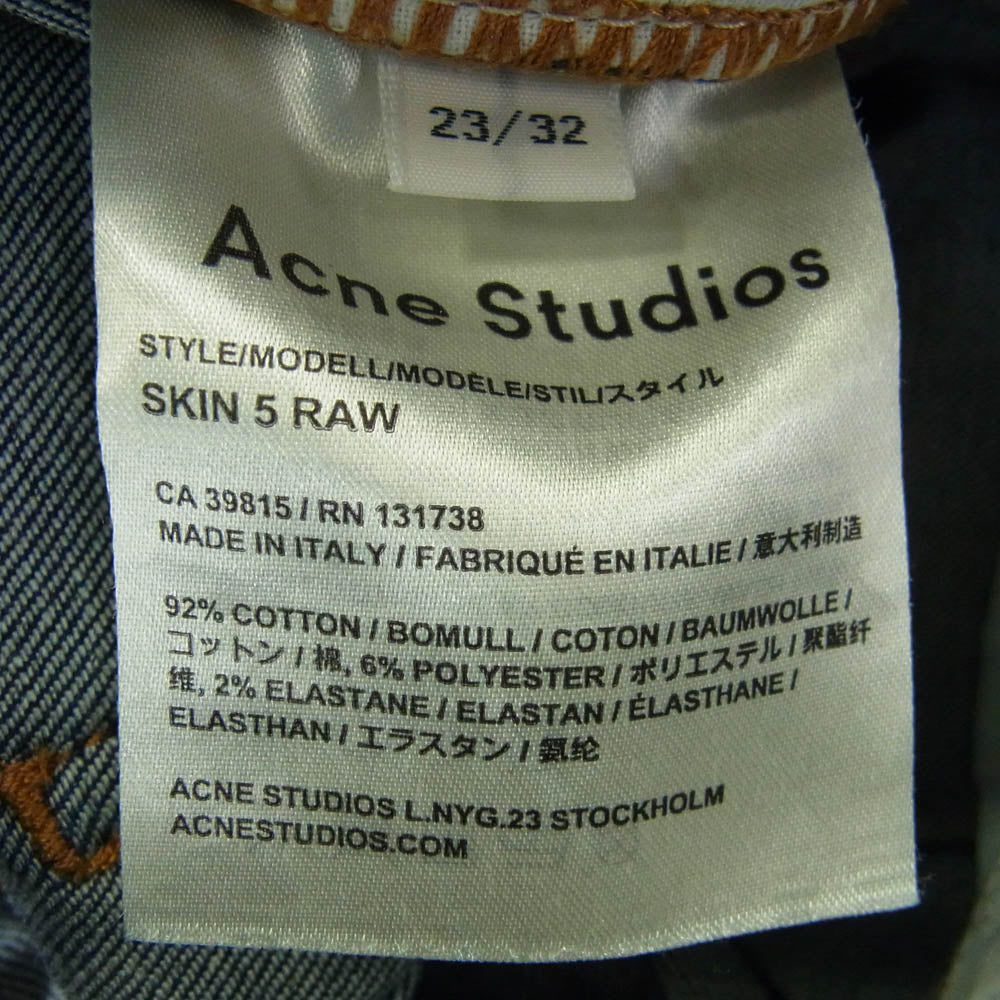 23/32
Acne Studios
STYLE/MODELL/MODÈLE/STIL/スタイル
SKIN 5 RAW
CA 39815 / RN 131738
MADE IN ITALY / FABRIQUÉ EN ITALIE / 意大利制造
92% COTTON / BOMULL / COTON / BAUMWOLLE /
コットン / 棉, 6% POLYESTER / ポリエステル / 聚酯纤
维, 2% ELASTANE / ELASTAN / ÉLASTHANE /
ELASTHAN / エラスタン / 氨纶
ACNE STUDIOS L.NYG.23 STOCKHOLM
ACNESTUDIOS.COM